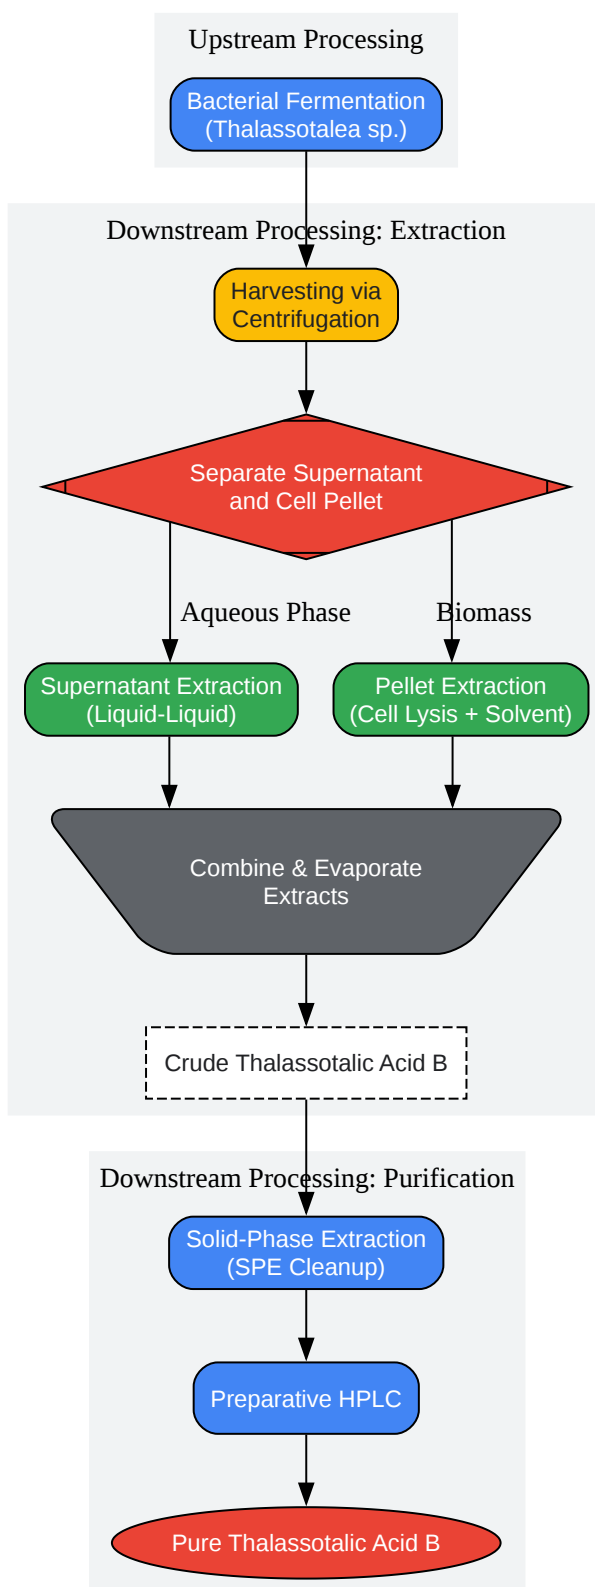 Upstream Processing
Bacterial Fermentation
(Thalassotalea sp.)
Downstream Processing: Extraction
Harvesting via
Centrifugation
Separate Supernatant
and Cell Pellet
Aqueous Phase
Biomass
Supernatant Extraction
(Liquid-Liquid)
Pellet Extraction
(Cell Lysis + Solvent)
Combine & Evaporate
Extracts
Crude Thalassotalic Acid B
Downstream Processing: Purification
Solid-Phase Extraction
(SPE Cleanup)
Preparative HPLC
Pure Thalassotalic Acid B